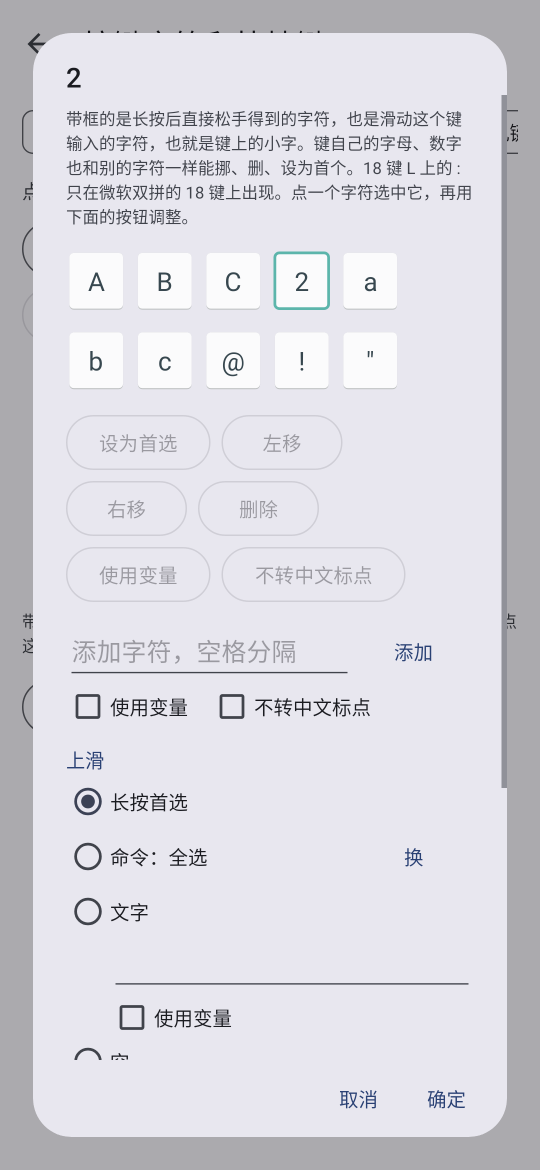 2
带框的是长按后直接松手得到的字符，也是滑动这个键
输入的字符，也就是键上的小字。键自己的字母、数字
也和别的字符一样能挪、删、设为首个。18 键 L 上的 :
只在微软双拼的 18 键上出现。点一个字符选中它，再用
下面的按钮调整。
A B C 2 a
b c @ ! "
设为首选 左移
右移 删除
使用变量 不转中文标点
添加字符，空格分隔 添加
使用变量 不转中文标点
上滑
长按首选
命令：全选 换
文字
使用变量
取消 确定